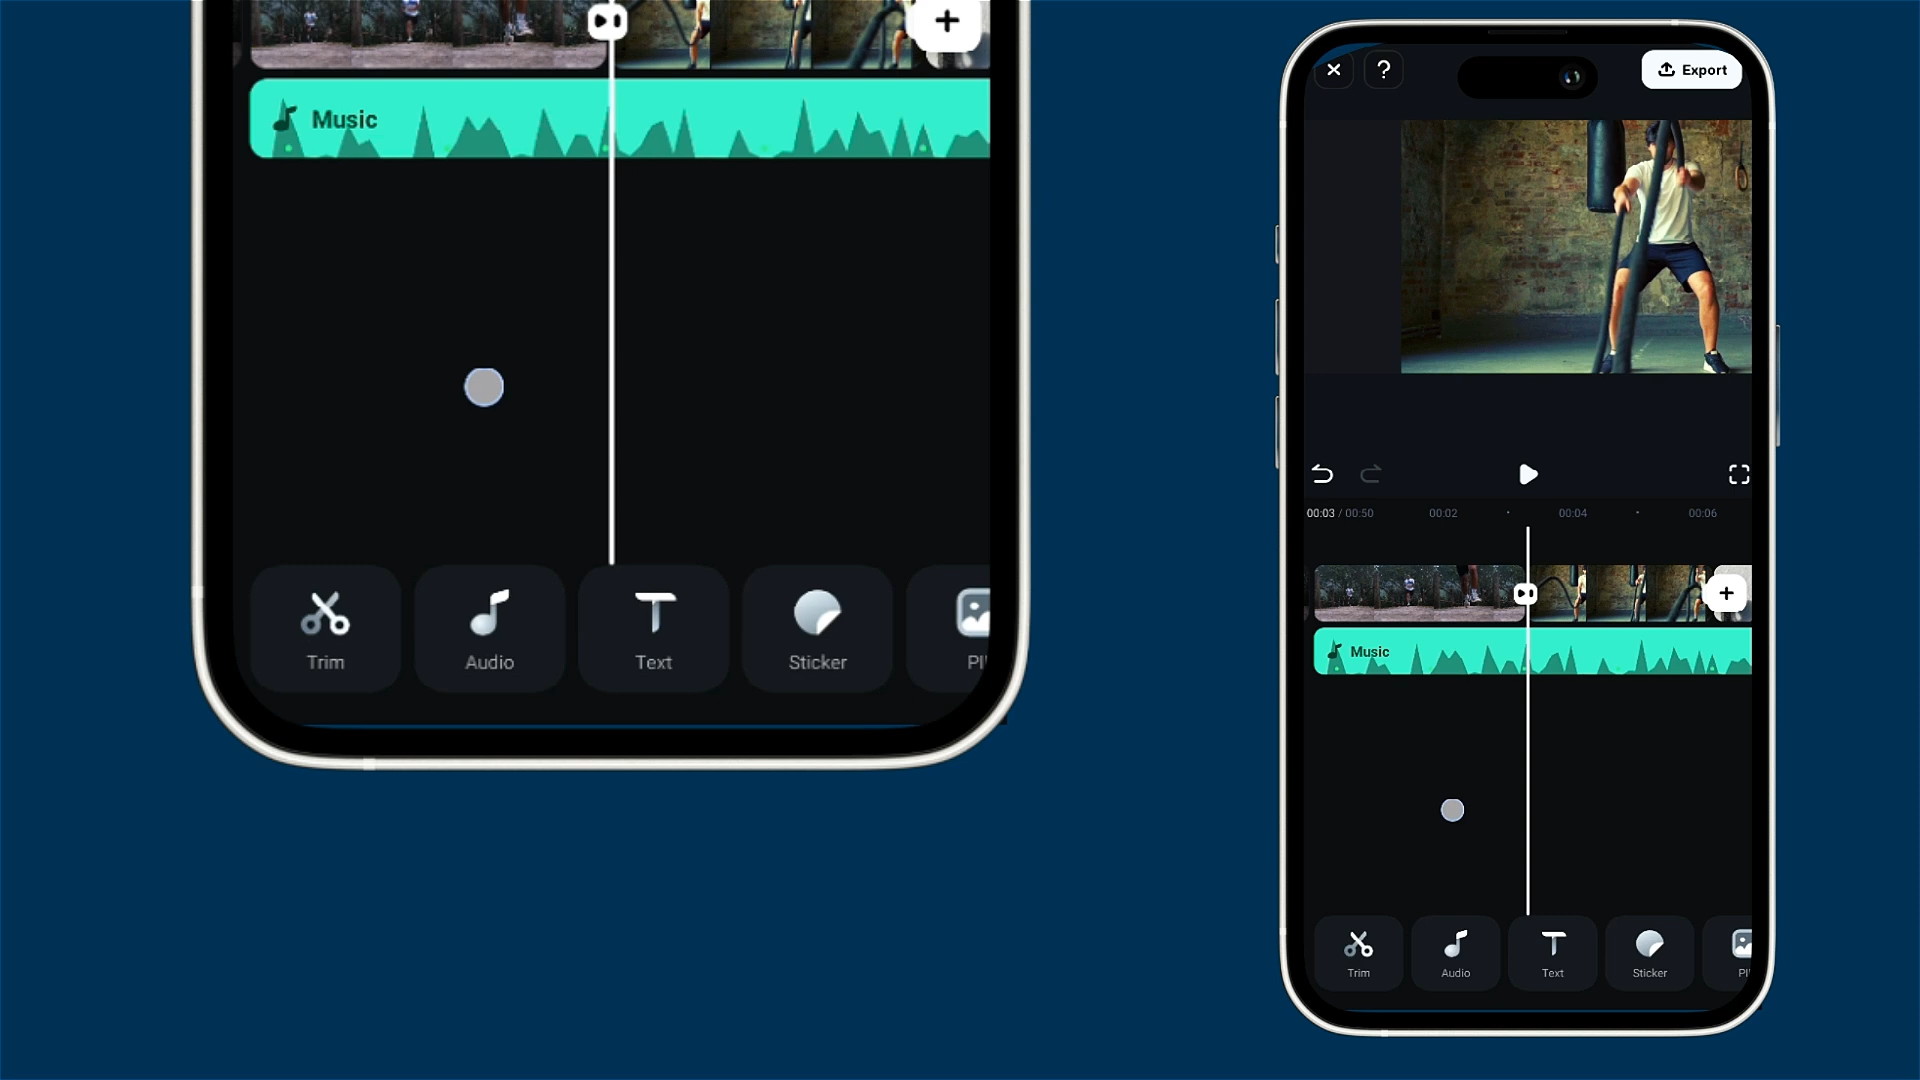 Music
Trim
Audio
Text
Sticker
?
Export
00:03 / 00:50
00:02
00:04
00:06
Music
Trim
Audio
Text
Sticker